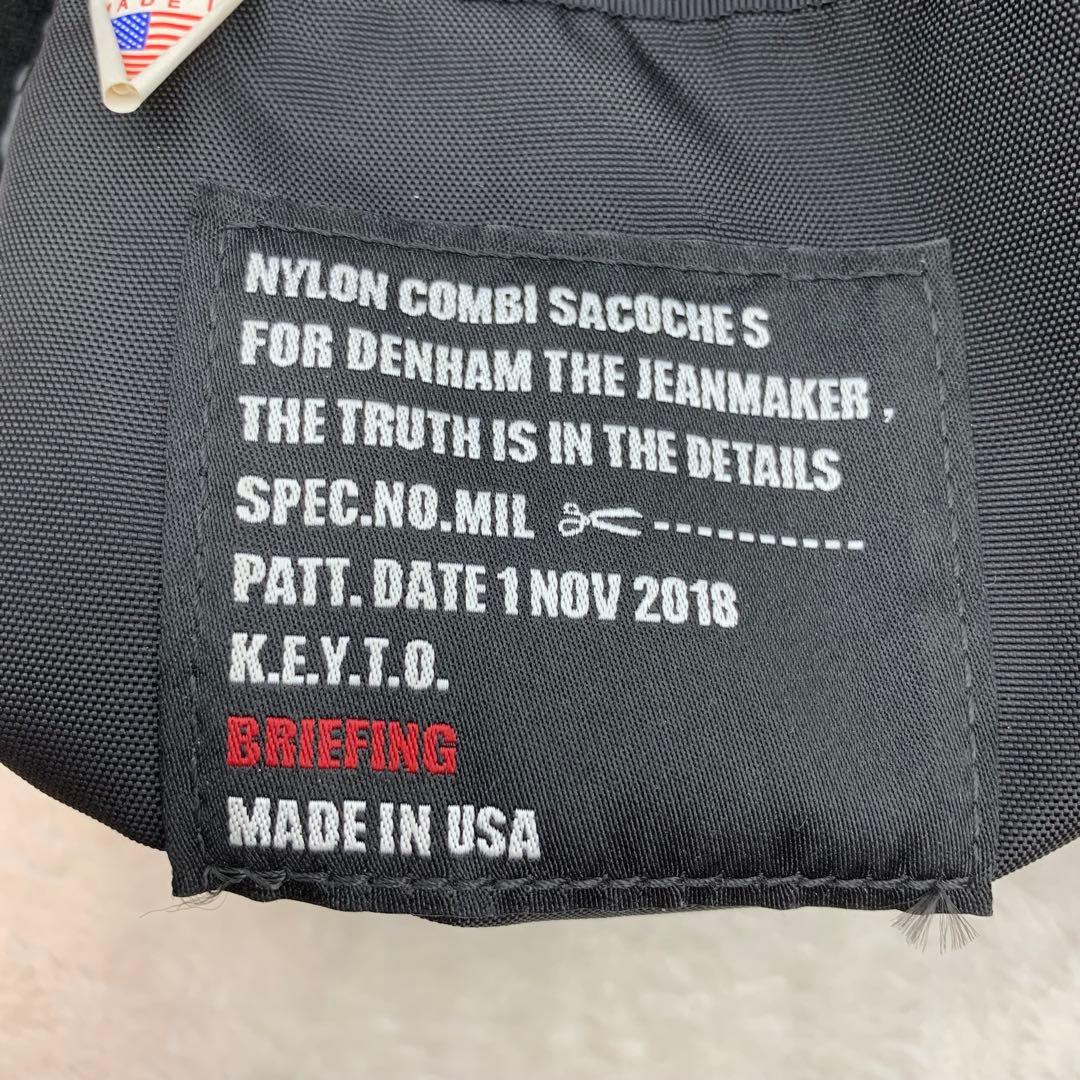 MADE I
NYLON COMBI SACOCHE S
FOR DENHAM THE JEANMAKER ,
THE TRUTH IS IN THE DETAILS
SPEC.NO.MIL ----------
PATT. DATE 1 NOV 2018
K.E.Y.T.O.
BRIEFING
MADE IN USA